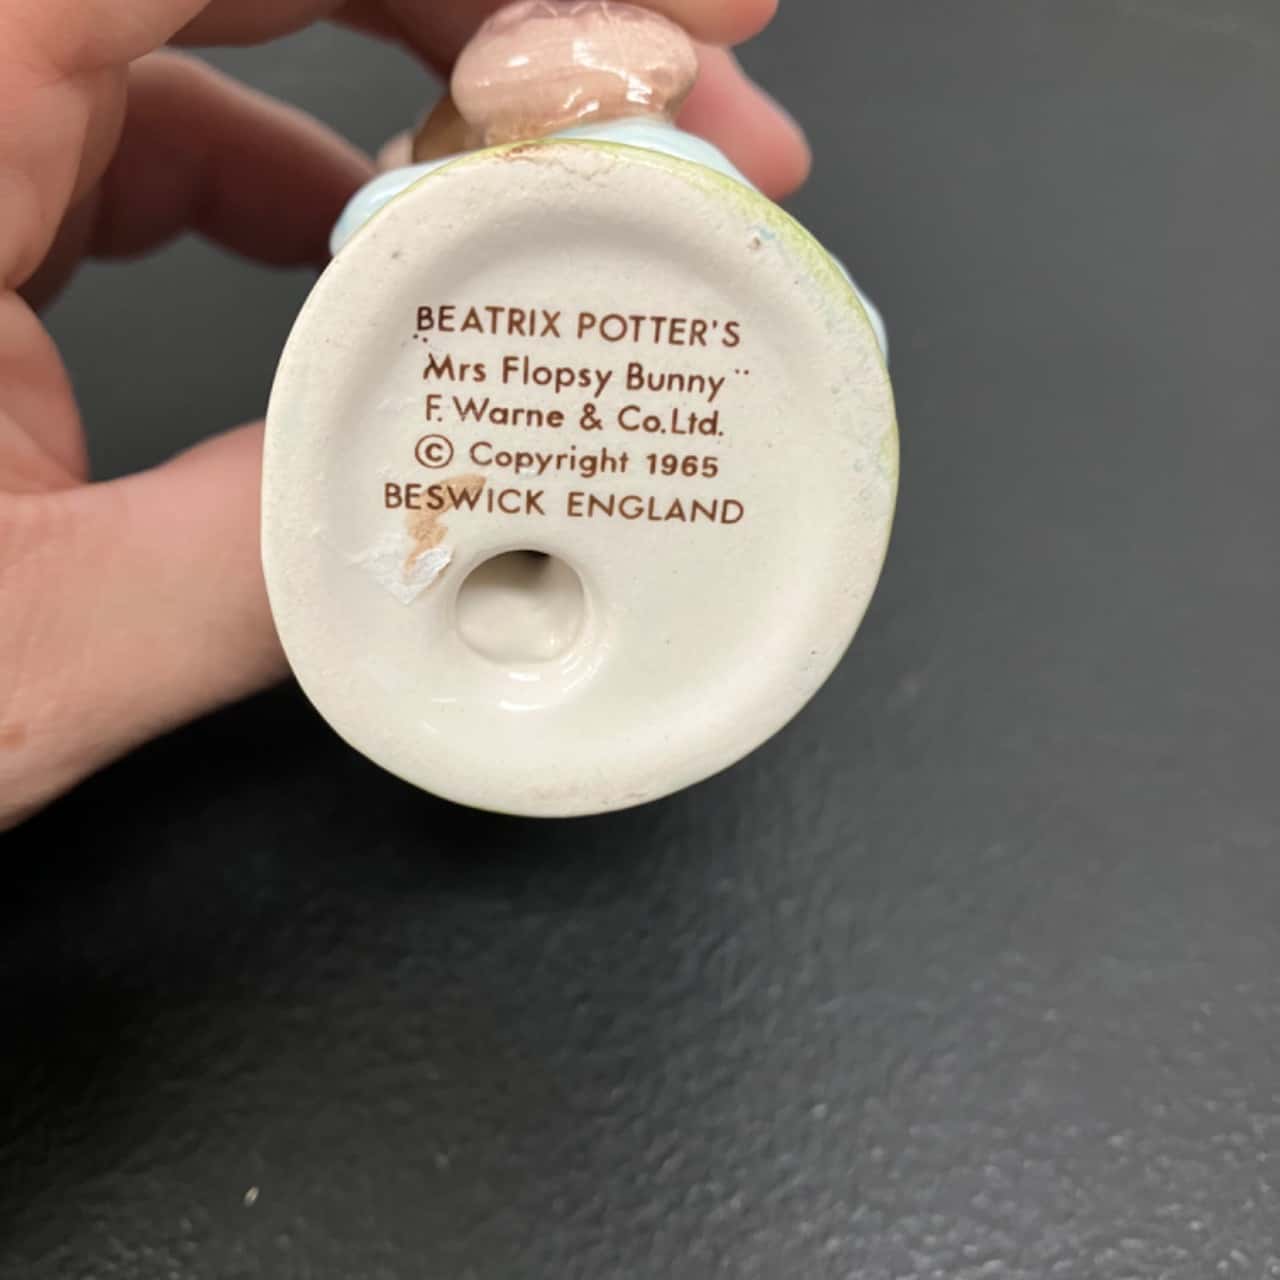 BEATRIX POTTER'S
"Mrs Flopsy Bunny"
F. Warne & Co. Ltd.
© Copyright 1965
BESWICK ENGLAND